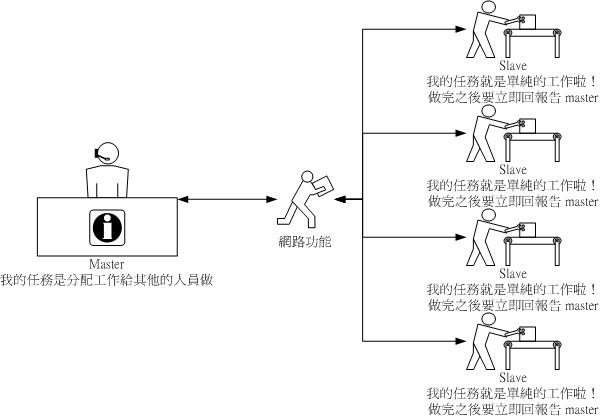 Master
我的任務是分配工作給其他的人員做
網路功能
Slave
我的任務就是單純的工作啦！
做完之後要立即回報告 master
Slave
我的任務就是單純的工作啦！
做完之後要立即回報告 master
Slave
我的任務就是單純的工作啦！
做完之後要立即回報告 master
Slave
我的任務就是單純的工作啦！
做完之後要立即回報告 master